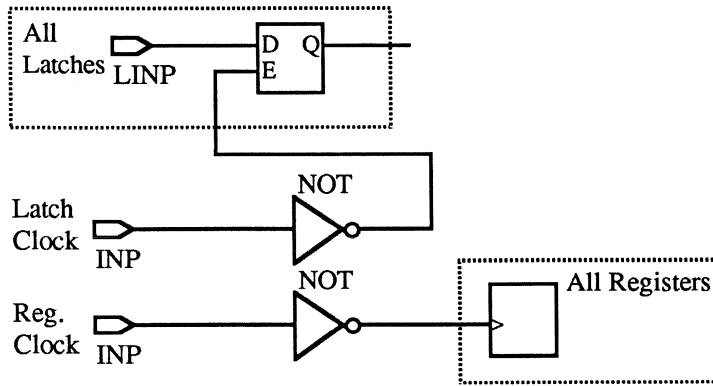 All
Latches
LINP
D Q
E
NOT
Latch
Clock
INP
NOT
All Registers
Reg.
Clock
INP